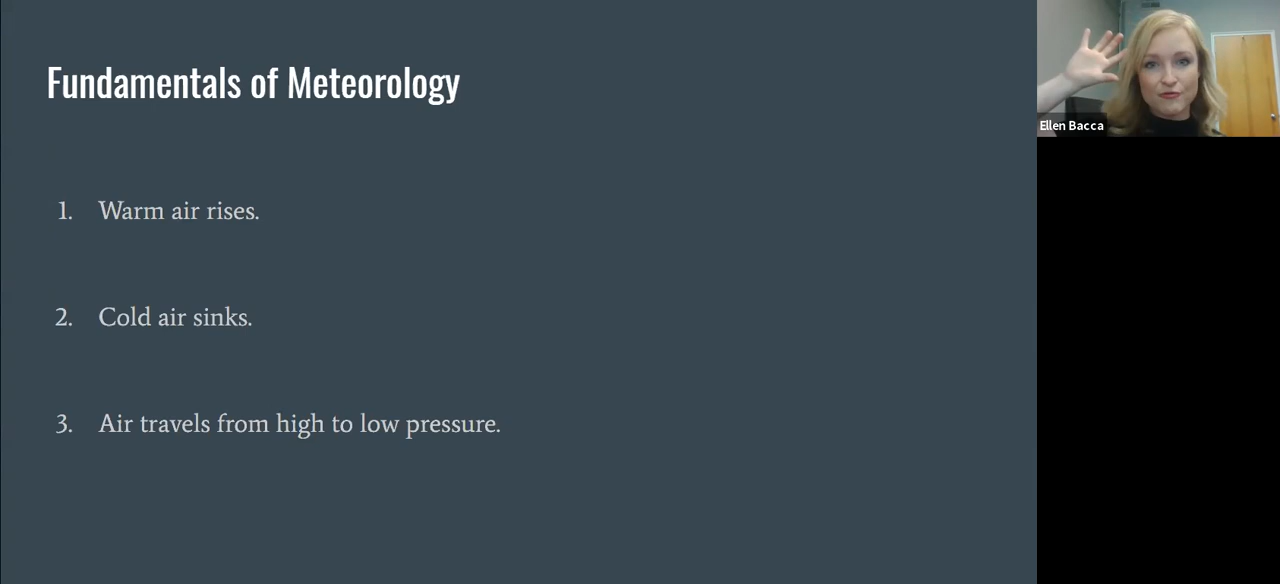 Fundamentals of Meteorology
1. Warm air rises.
2. Cold air sinks.
3. Air travels from high to low pressure.
Ellen Bacca